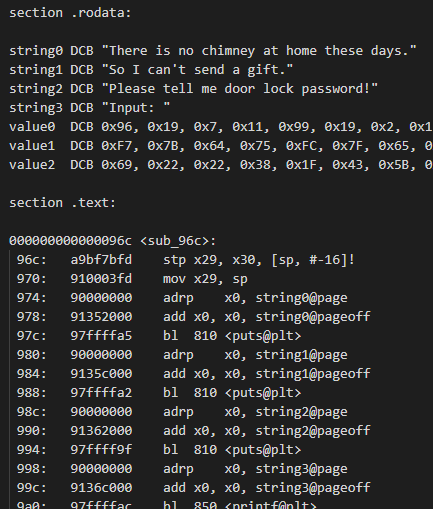 section .rodata:
string0 DCB "There is no chimney at home these days."
string1 DCB "So I can't send a gift."
string2 DCB "Please tell me door lock password!"
string3 DCB "Input: "
value0 DCB 0x96, 0x19, 0x7, 0x11, 0x99, 0x19, 0x2, 0x1
value1 DCB 0xF7, 0x7B, 0x64, 0x75, 0xFC, 0x7F, 0x65, 0
value2 DCB 0x69, 0x22, 0x22, 0x38, 0x1F, 0x43, 0x5B, 0
section .text:
000000000000096c <sub_96c>:
96c: a9bf7bfd stp x29, x30, [sp, #-16]!
970: 910003fd mov x29, sp
974: 90000000 adrp x0, string0@page
978: 91352000 add x0, x0, string0@pageoff
97c: 97ffffa5 bl 810 <puts@plt>
980: 90000000 adrp x0, string1@page
984: 9135c000 add x0, x0, string1@pageoff
988: 97ffffa2 bl 810 <puts@plt>
98c: 90000000 adrp x0, string2@page
990: 91362000 add x0, x0, string2@pageoff
994: 97ffff9f bl 810 <puts@plt>
998: 90000000 adrp x0, string3@page
99c: 9136c000 add x0, x0, string3@pageoff
9a0: 97ffffac bl 850 <printf@plt>